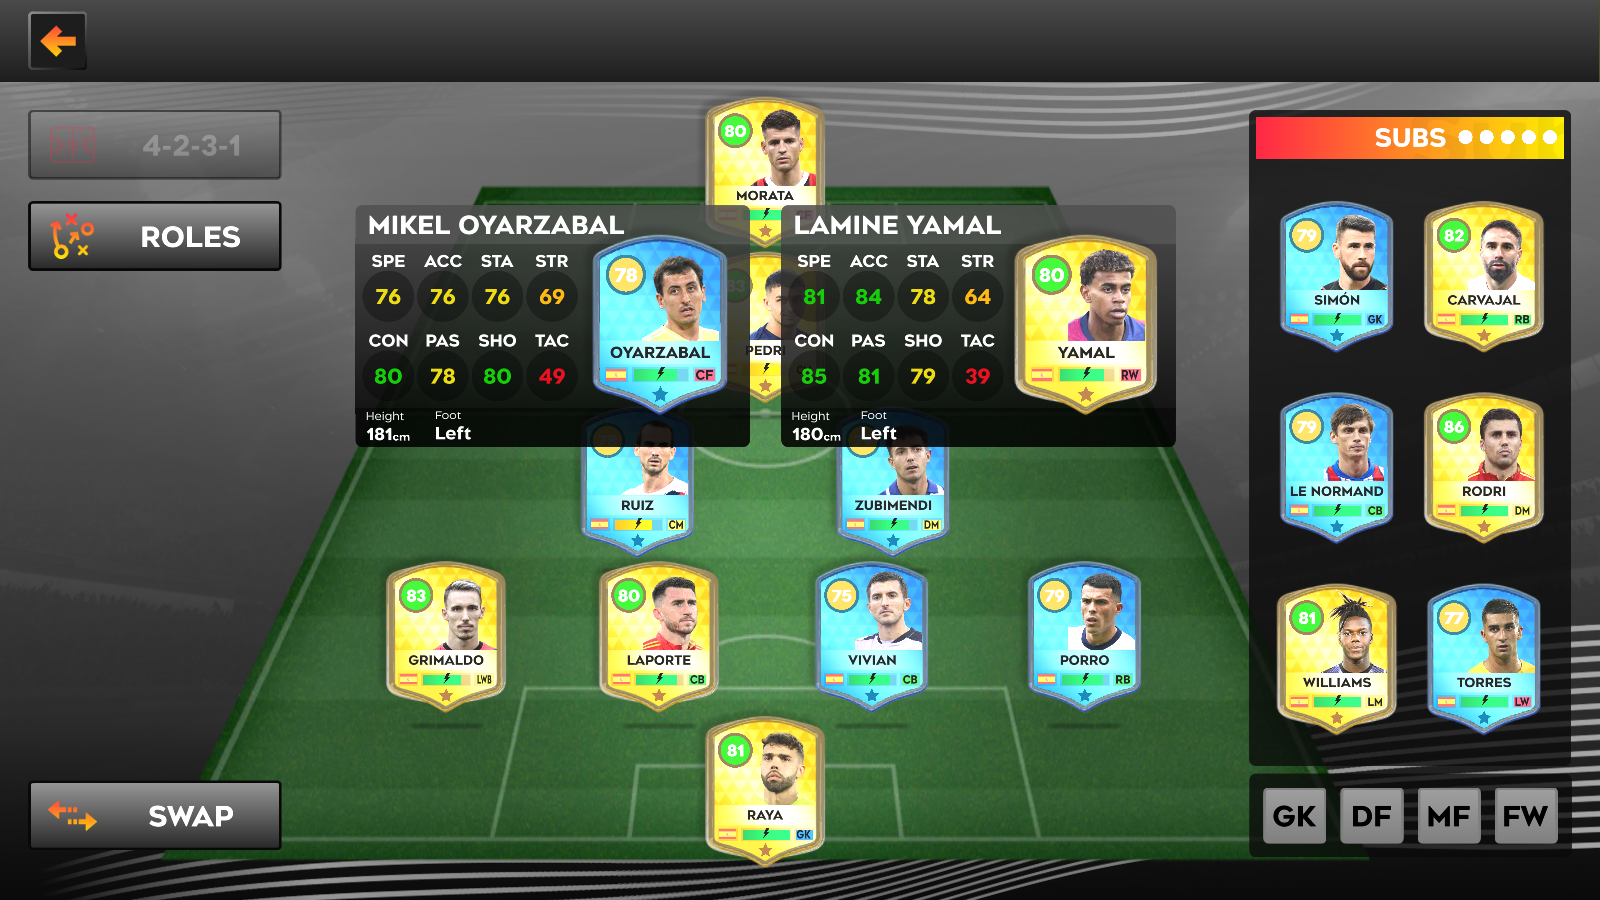 4-2-3-1
ROLES
SWAP
80
MORATA
MIKEL OYARZABAL
SPE ACC STA STR
76 76 76 69
CON PAS SHO TAC
80 78 80 49
Height Foot
181cm Left
78
OYARZABAL
CF
83
PEDRI
LAMINE YAMAL
SPE ACC STA STR
81 84 78 64
CON PAS SHO TAC
85 81 79 39
Height Foot
180cm Left
80
YAMAL
RW
RUIZ
CM
ZUBIMENDI
DM
83
GRIMALDO
LWB
80
LAPORTE
CB
75
VIVIAN
CB
79
PORRO
RB
81
RAYA
GK
SUBS
79
SIMÓN
GK
82
CARVAJAL
RB
79
LE NORMAND
CB
86
RODRI
DM
81
WILLIAMS
LM
77
TORRES
LW
GK DF MF FW